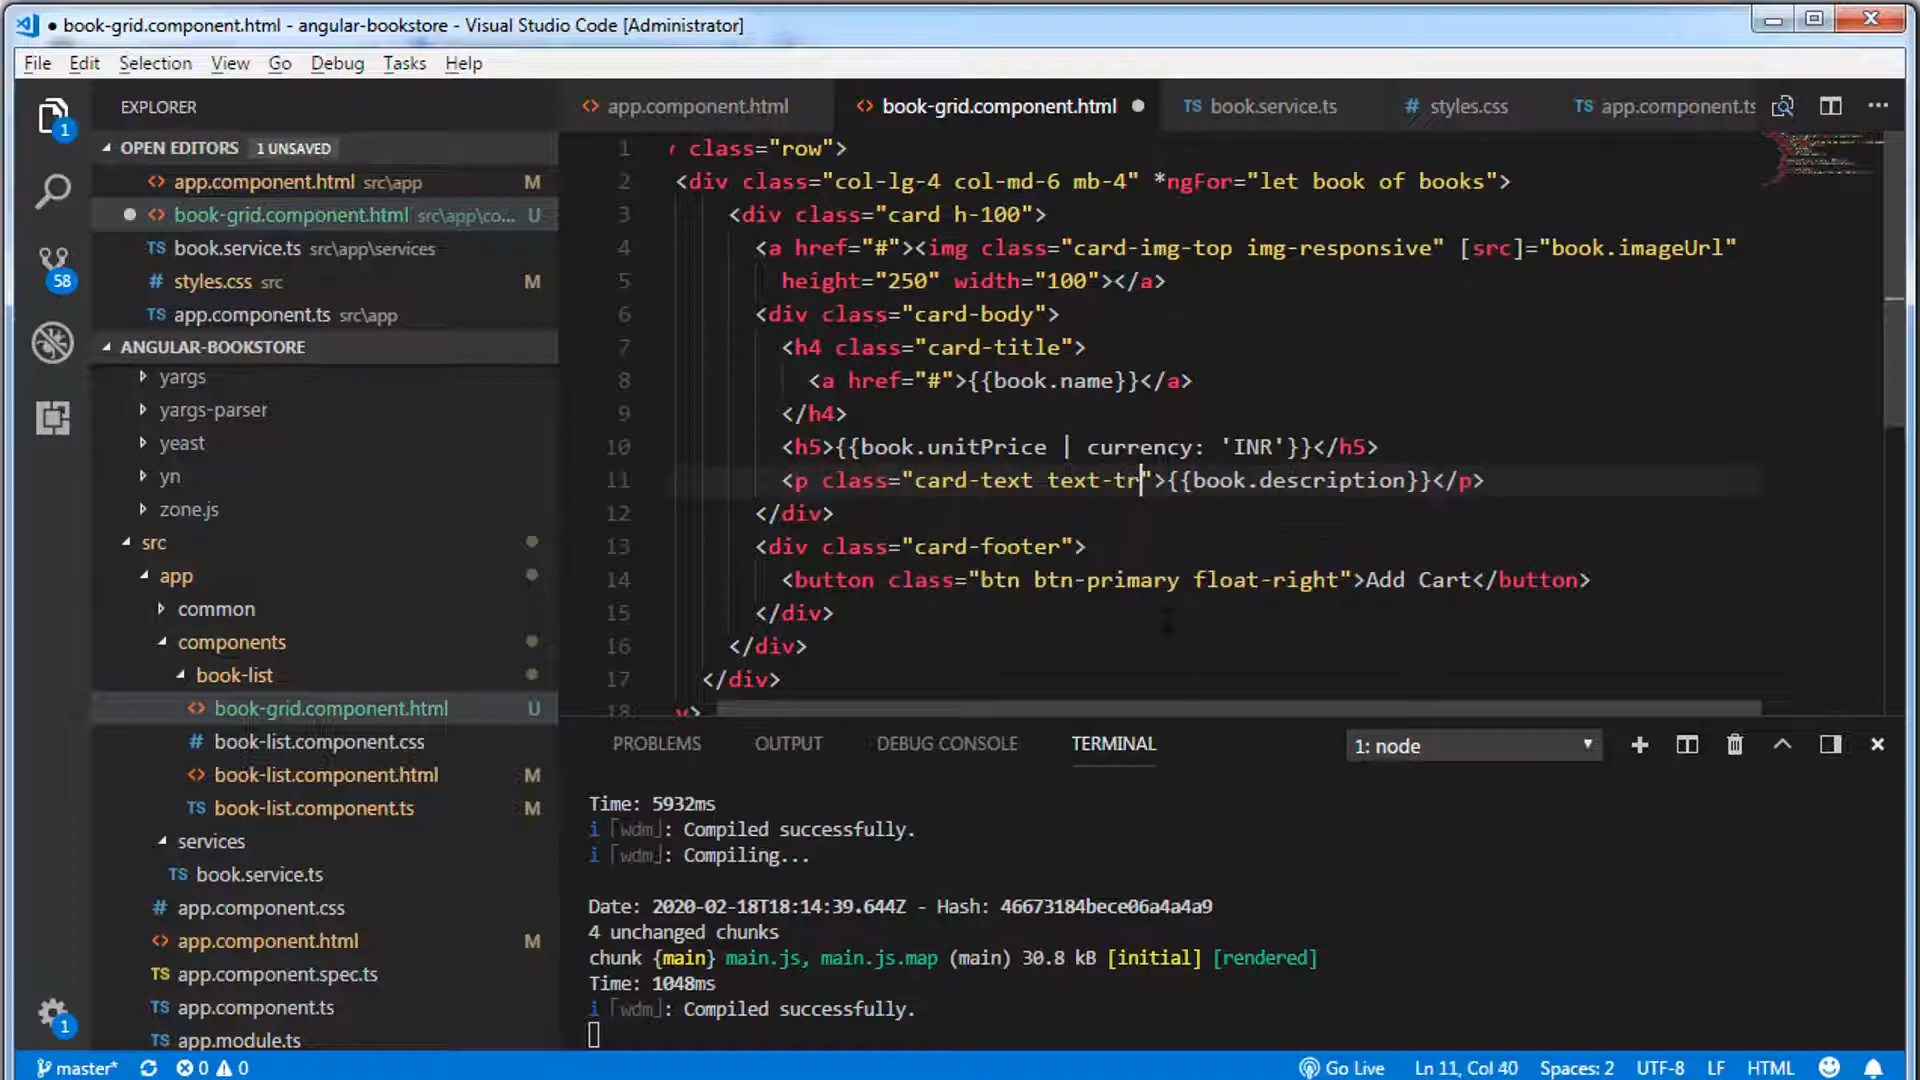 ● book-grid.component.html - angular-bookstore - Visual Studio Code [Administrator]
File Edit Selection View Go Debug Tasks Help
EXPLORER
1
OPEN EDITORS 1 UNSAVED
<> app.component.html src\app M
● <> book-grid.component.html src\app\co... U
TS book.service.ts src\app\services
# styles.css src M
TS app.component.ts src\app
58
ANGULAR-BOOKSTORE
yargs
yargs-parser
yeast
yn
zone.js
src
app
common
components
book-list
<> book-grid.component.html U
# book-list.component.css
<> book-list.component.html M
TS book-list.component.ts M
services
TS book.service.ts
# app.component.css
<> app.component.html M
TS app.component.spec.ts
TS app.component.ts
app.module.ts
1
<> app.component.html <> book-grid.component.html ● TS book.service.ts # styles.css TS app.component.ts
1 class="row">
2 <div class="col-lg-4 col-md-6 mb-4" *ngFor="let book of books">
3 <div class="card h-100">
4 <a href="#"><img class="card-img-top img-responsive" [src]="book.imageUrl"
5 height="250" width="100"></a>
6 <div class="card-body">
7 <h4 class="card-title">
8 <a href="#">{{book.name}}</a>
9 </h4>
10 <h5>{{book.unitPrice | currency: 'INR'}}</h5>
11 <p class="card-text text-tr">{{book.description}}</p>
12 </div>
13 <div class="card-footer">
14 <button class="btn btn-primary float-right">Add Cart</button>
15 </div>
16 </div>
17 </div>
18 v>
PROBLEMS OUTPUT DEBUG CONSOLE TERMINAL 1: node
Time: 5932ms
i ｢wdm｣: Compiled successfully.
i ｢wdm｣: Compiling...
Date: 2020-02-18T18:14:39.644Z - Hash: 46673184bece06a4a4a9
4 unchanged chunks
chunk {main} main.js, main.js.map (main) 30.8 kB [initial] [rendered]
Time: 1048ms
i ｢wdm｣: Compiled successfully.
master* 0 0 Go Live Ln 11, Col 40 Spaces: 2 UTF-8 LF HTML